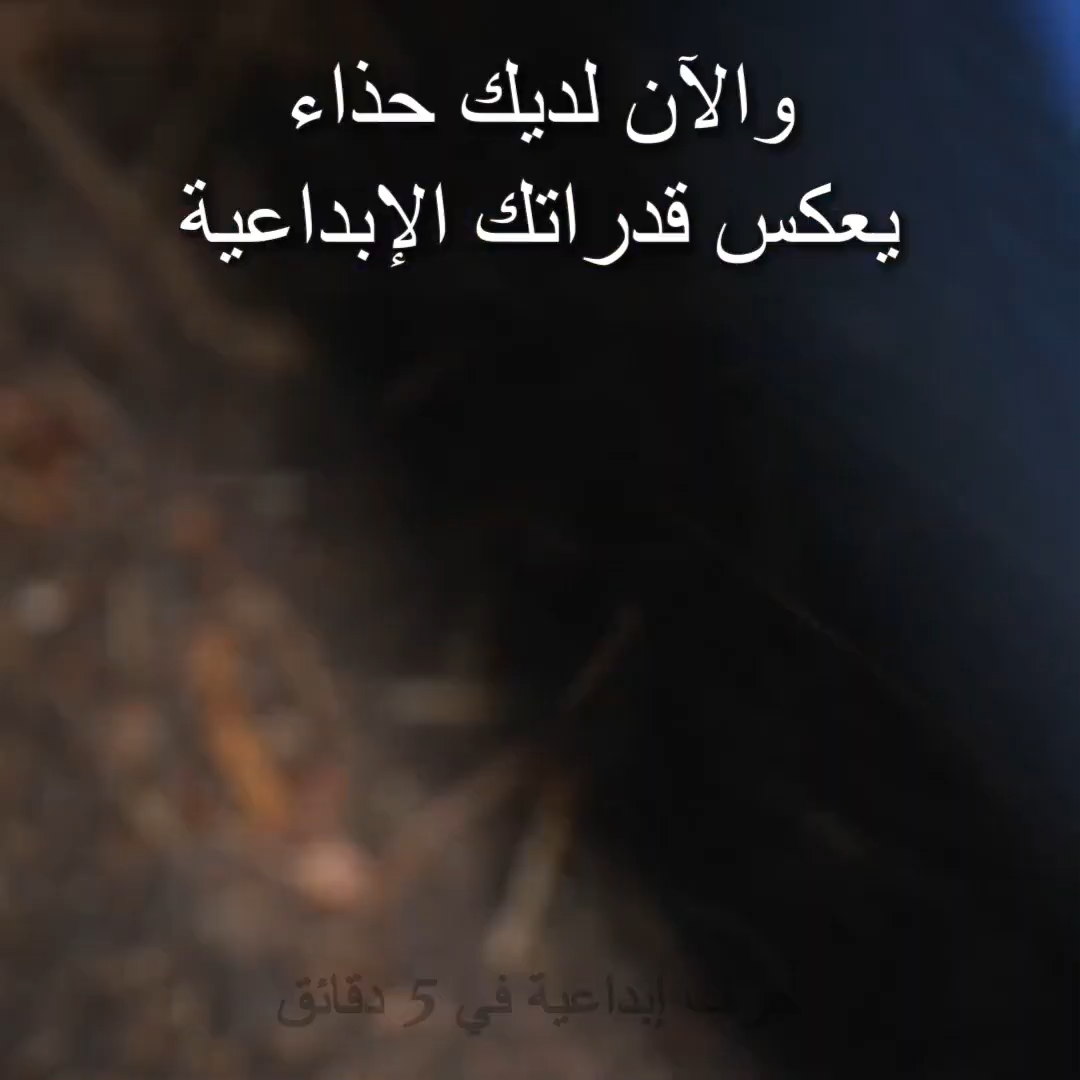 والآن لديك حذاء
يعكس قدراتك الإبداعية
إبداعية في 5 دقائق